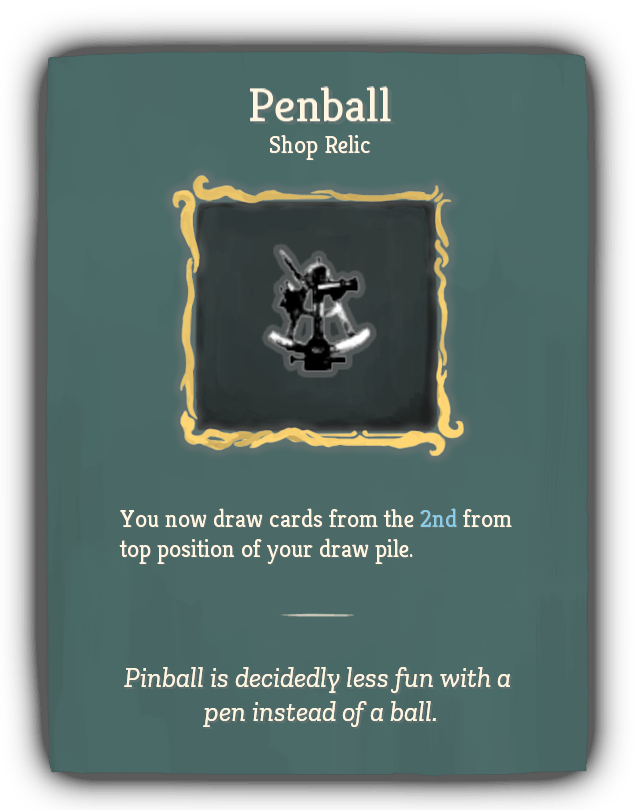 Penball
Shop Relic
You now draw cards from the 2nd from
top position of your draw pile.
Pinball is decidedly less fun with a
pen instead of a ball.